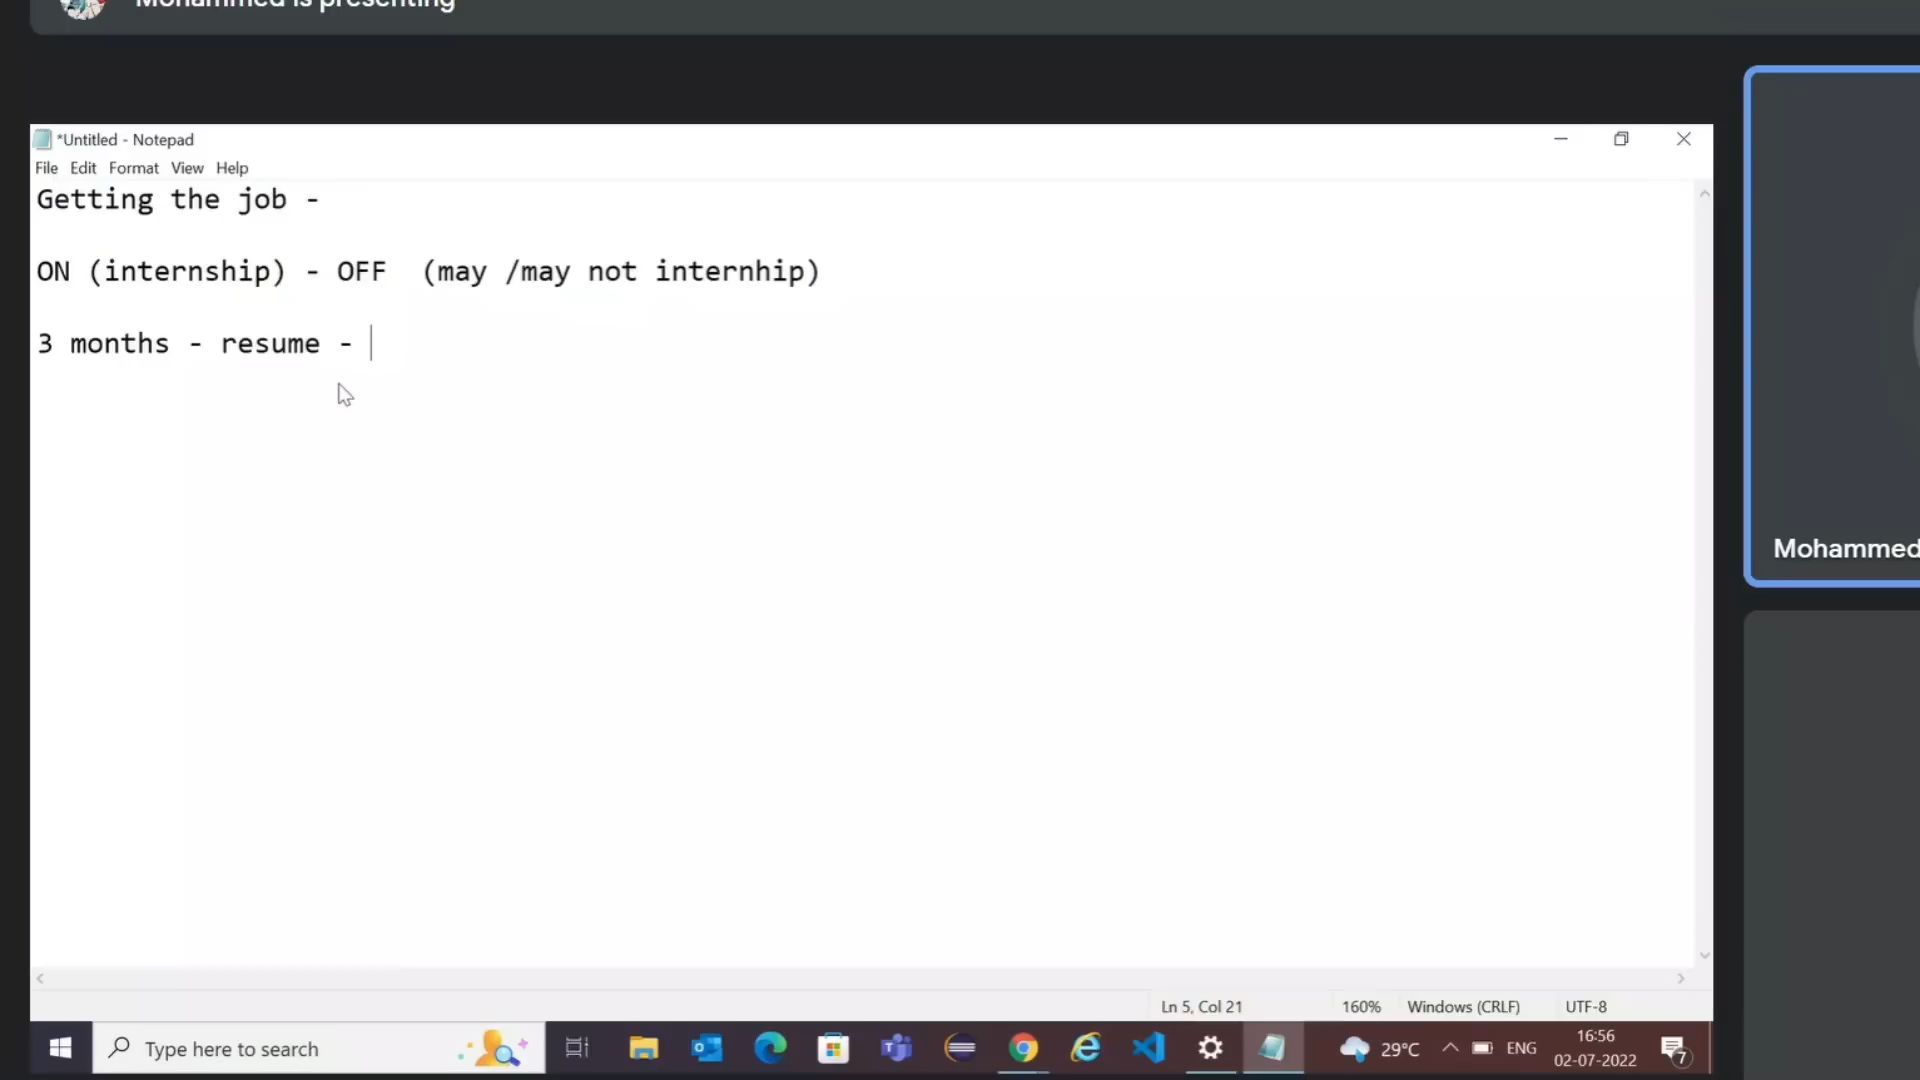 Mohammed is presenting
*Untitled - Notepad
File Edit Format View Help
Getting the job -
ON (internship) - OFF (may /may not internhip)
3 months - resume -
Mohammed
Ln 5, Col 21 160% Windows (CRLF) UTF-8
Type here to search
29°C ENG 16:56
02-07-2022 7